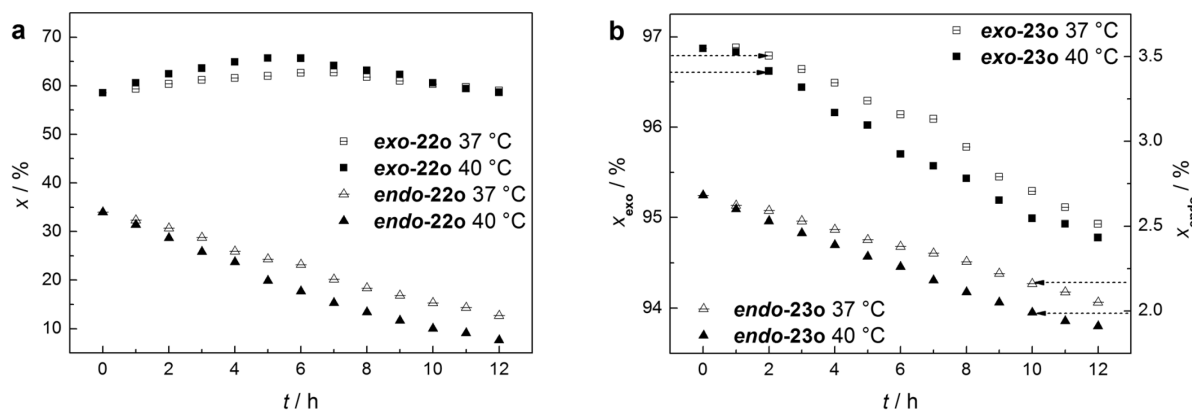 a
x / %
70
60
50
40
30
20
10
exo-22o 37 °C
exo-22o 40 °C
endo-22o 37 °C
endo-22o 40 °C
0 2 4 6 8 10 12
t / h
b
xexo / %
97
96
95
94
exo-23o 37 °C
exo-23o 40 °C
endo-23o 37 °C
endo-23o 40 °C
3.5
3.0
2.5
2.0
xendo / %
0 2 4 6 8 10 12
t / h